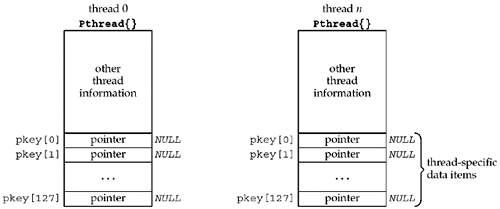 thread 0
Pthread{}
other
thread
information
pkey[0] pointer NULL
pkey[1] pointer NULL
...
pkey[127] pointer NULL
thread n
Pthread{}
other
thread
information
pkey[0] pointer NULL
pkey[1] pointer NULL
...
pkey[127] pointer NULL
thread-specific
data items